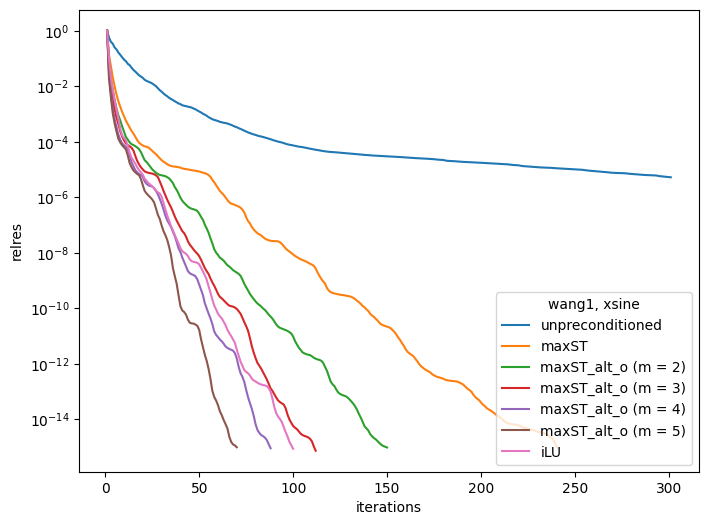 10^0
10^-2
10^-4
10^-6
10^-8
10^-10
10^-12
10^-14
relres
0 50 100 150 200 250 300
iterations
wang1, xsine
unpreconditioned
maxST
maxST_alt_o (m = 2)
maxST_alt_o (m = 3)
maxST_alt_o (m = 4)
maxST_alt_o (m = 5)
iLU